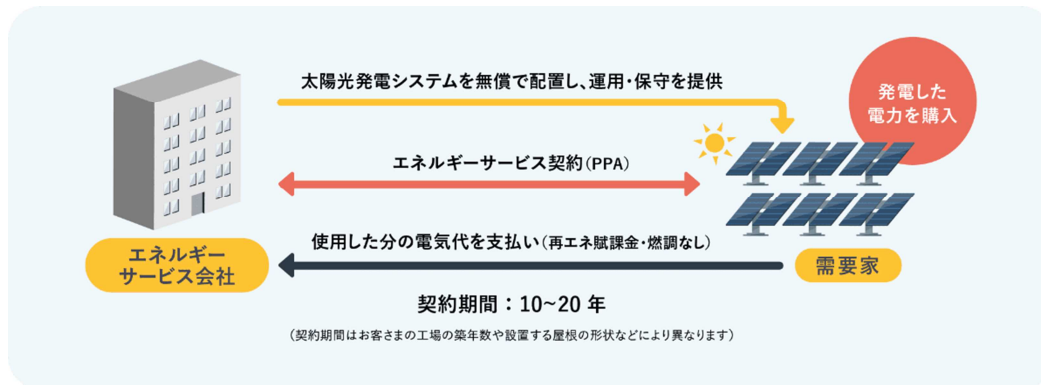 太陽光発電システムを無償で配置し、運用・保守を提供
発電した
電力を購入
エネルギーサービス契約(PPA)
使用した分の電気代を支払い(再エネ賦課金・燃調なし)
エネルギー
サービス会社
需要家
契約期間：10~20 年
(契約期間はお客さまの工場の築年数や設置する屋根の形状などにより異なります)